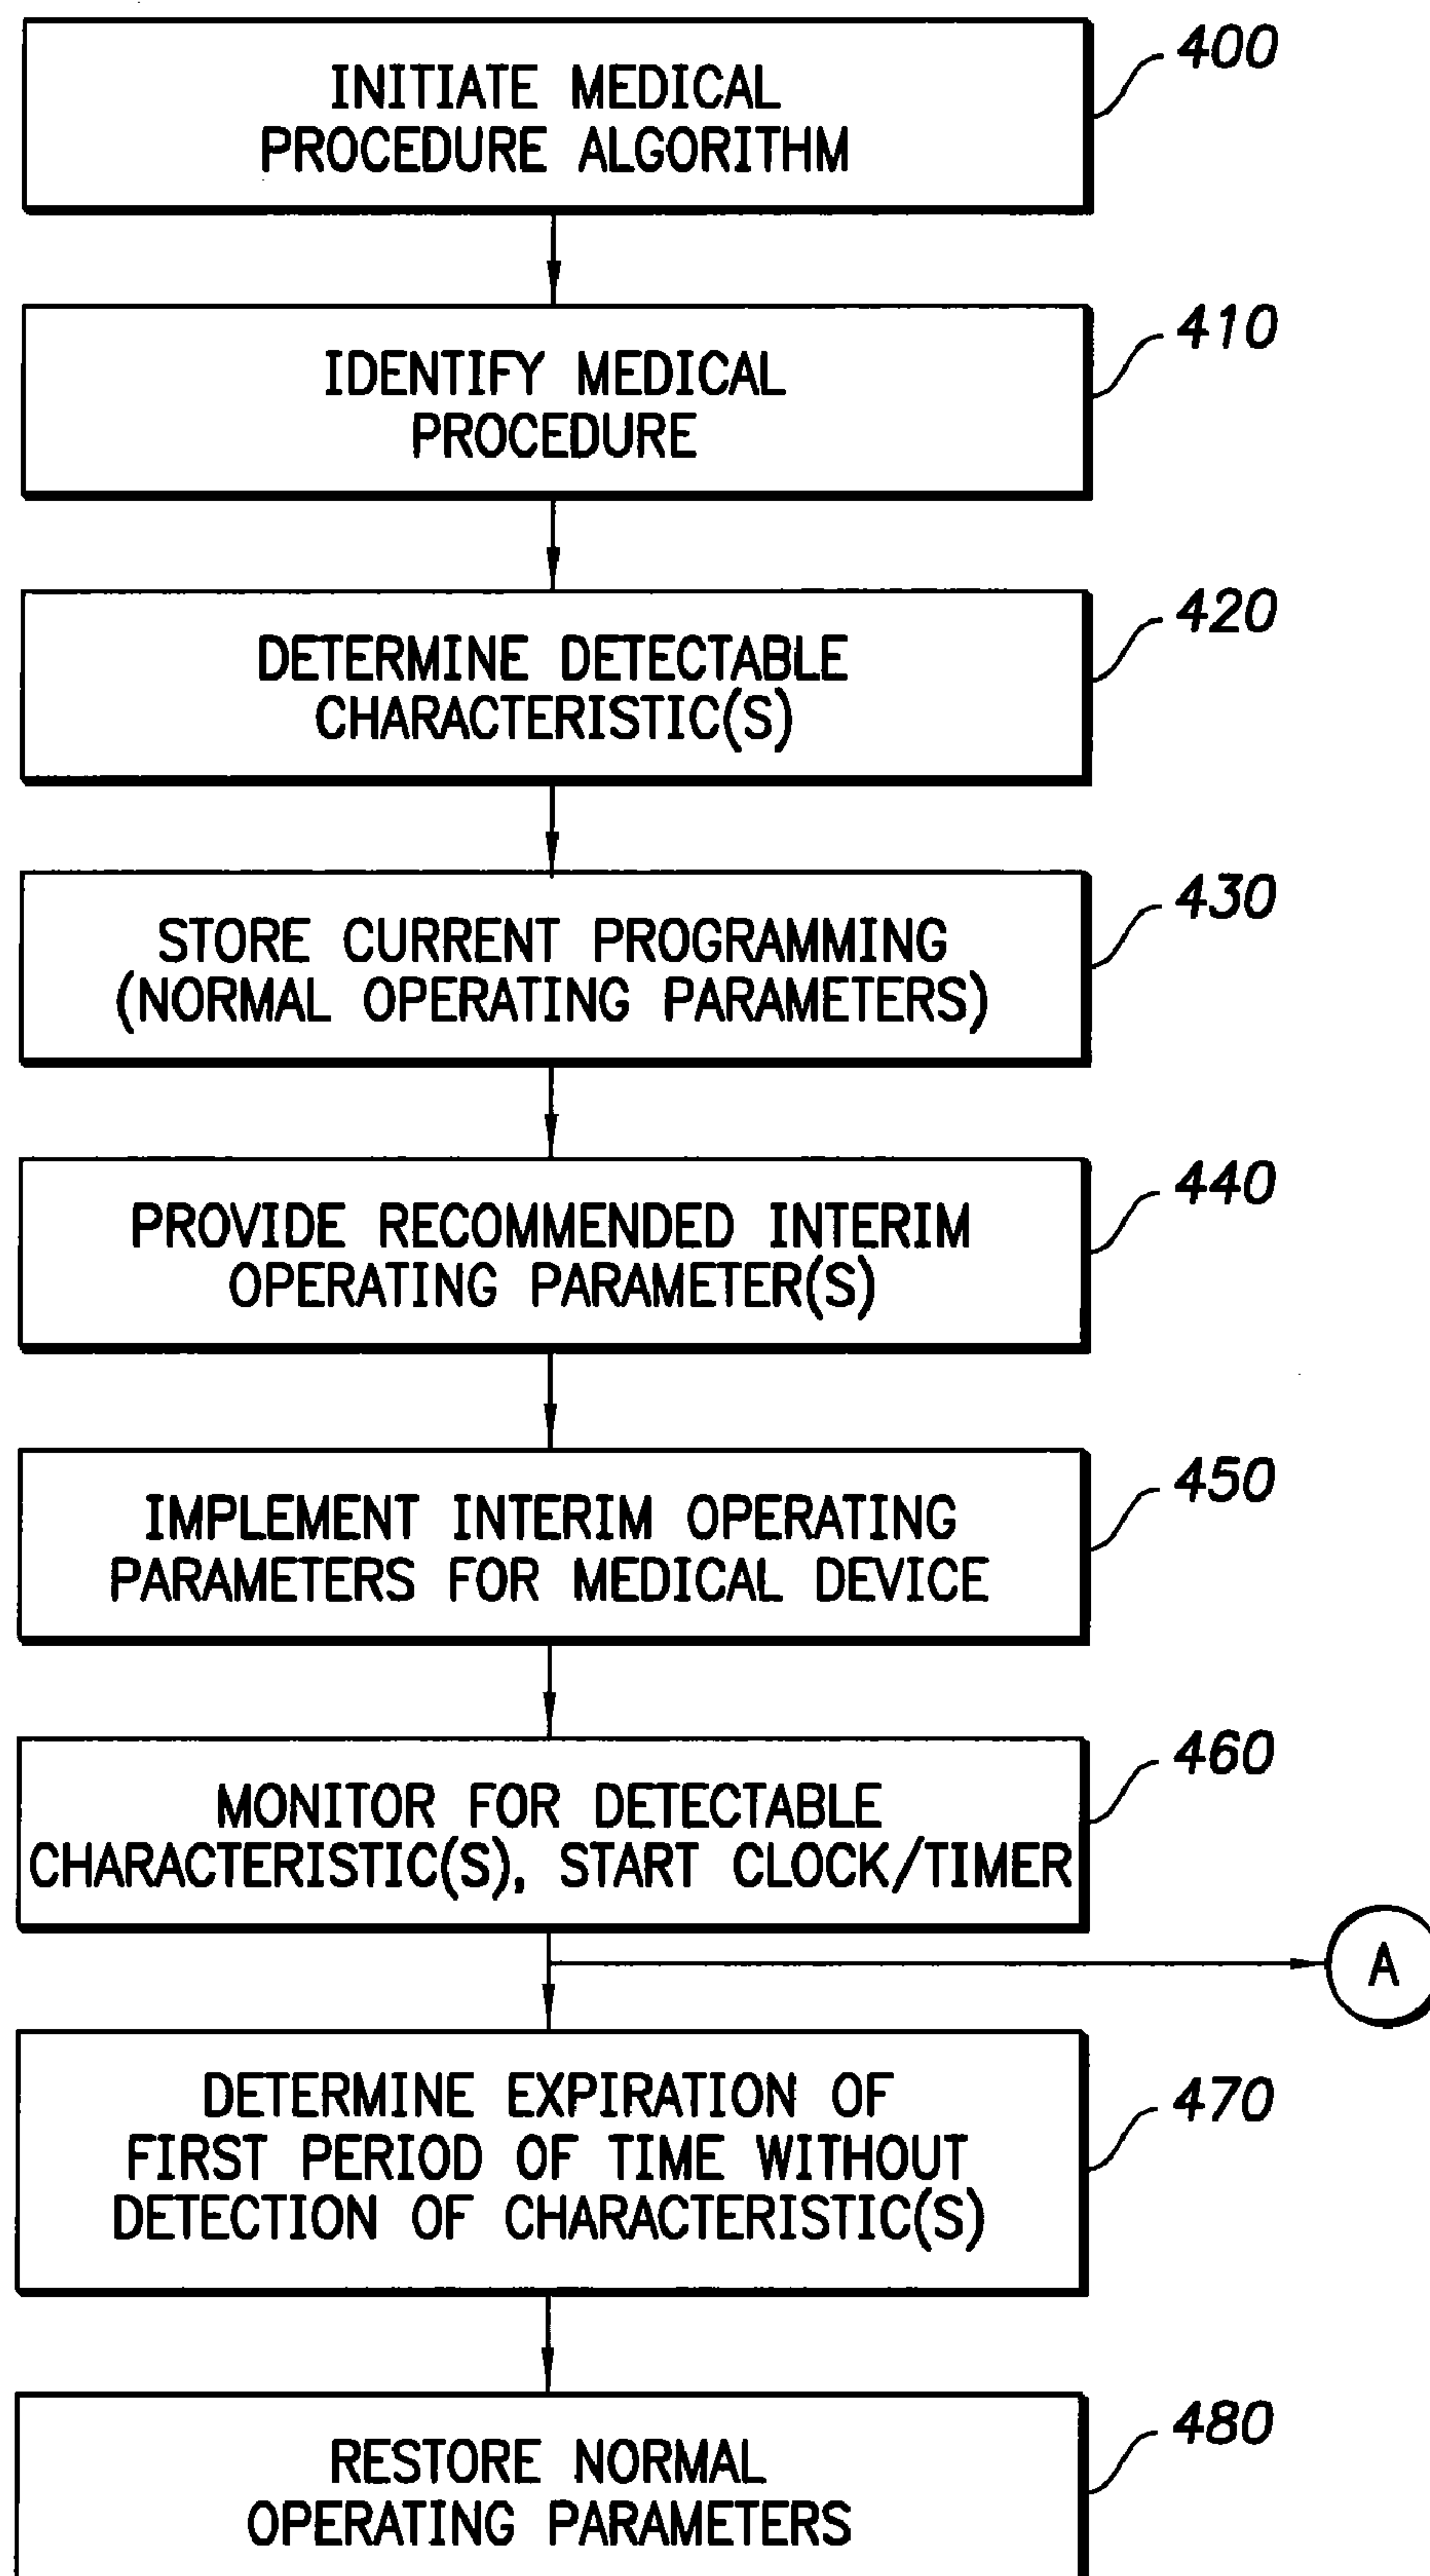 INITIATE MEDICAL
PROCEDURE ALGORITHM
400
IDENTIFY MEDICAL
PROCEDURE
410
DETERMINE DETECTABLE
CHARACTERISTIC(S)
420
STORE CURRENT PROGRAMMING
(NORMAL OPERATING PARAMETERS)
430
PROVIDE RECOMMENDED INTERIM
OPERATING PARAMETER(S)
440
IMPLEMENT INTERIM OPERATING
PARAMETERS FOR MEDICAL DEVICE
450
MONITOR FOR DETECTABLE
CHARACTERISTIC(S), START CLOCK/TIMER
460
A
DETERMINE EXPIRATION OF
FIRST PERIOD OF TIME WITHOUT
DETECTION OF CHARACTERISTIC(S)
470
RESTORE NORMAL
OPERATING PARAMETERS
480